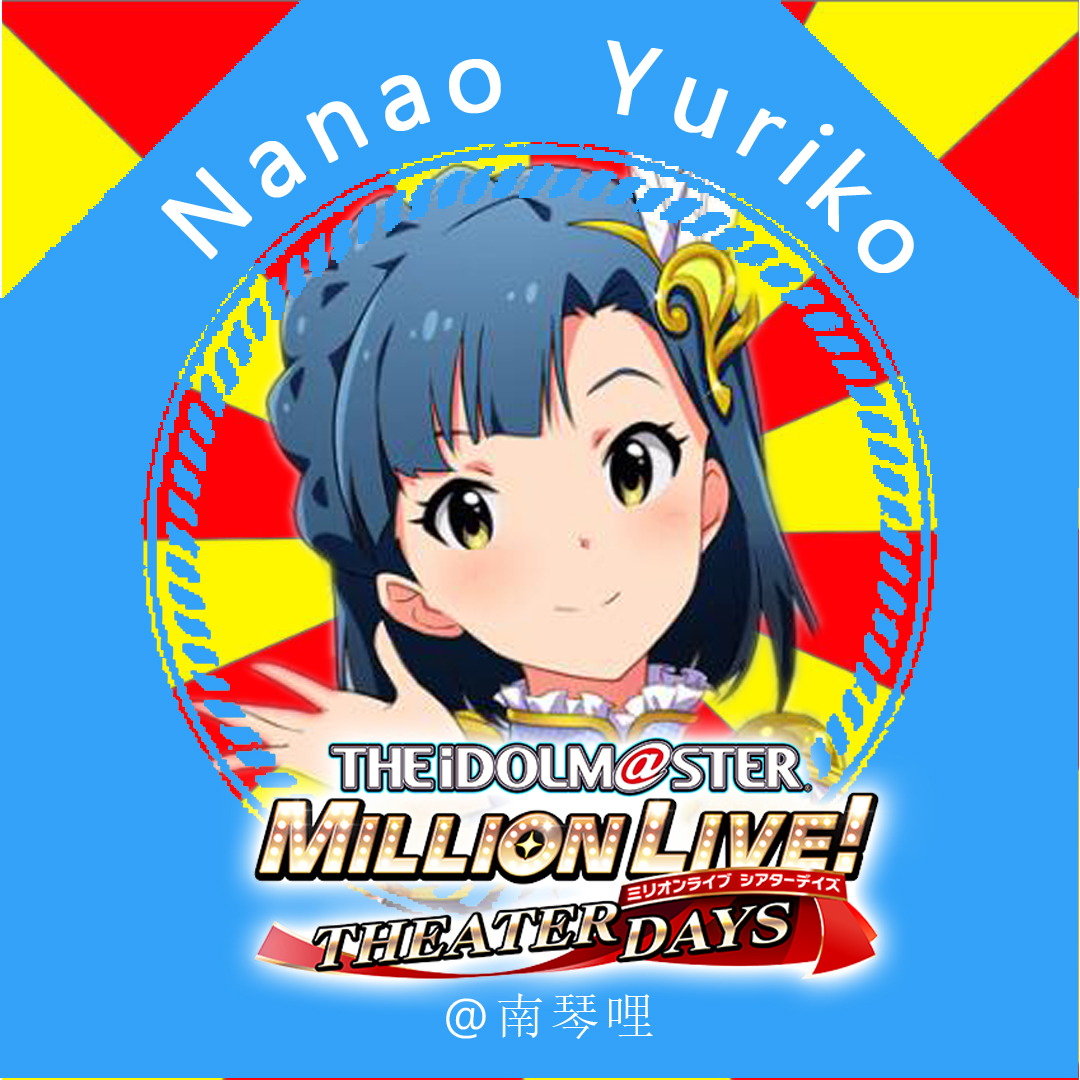 Nanao Yuriko
THE iDOLM@STER
MILLION LIVE!
ミリオンライブ シアターデイズ
THEATER DAYS
@南琴哩